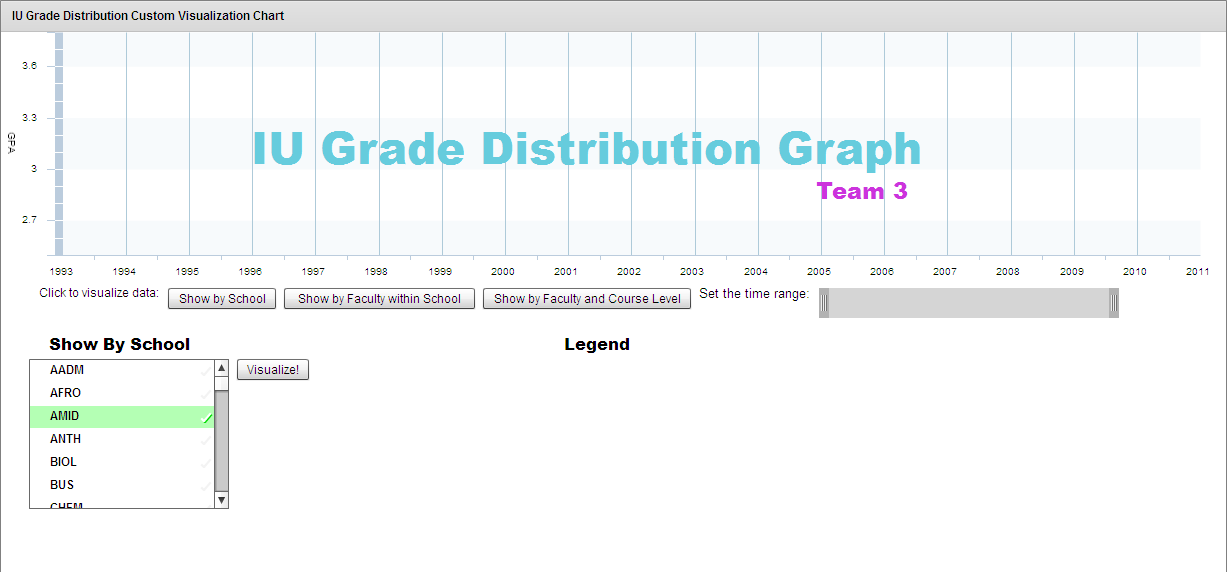 IU Grade Distribution Custom Visualization Chart
3.6
3.3
GPA
3
2.7
IU Grade Distribution Graph
Team 3
1993 1994 1995 1996 1997 1998 1999 2000 2001 2002 2003 2004 2005 2006 2007 2008 2009 2010 2011
Click to visualize data: Show by School Show by Faculty within School Show by Faculty and Course Level Set the time range:
Show By School Legend
AADM Visualize!
AFRO
AMID
ANTH
BIOL
BUS
CHEM